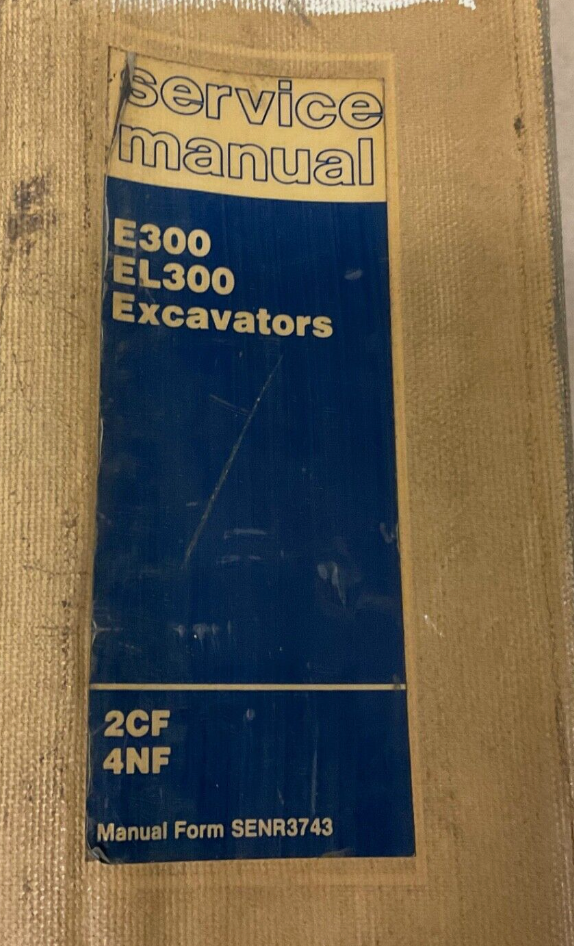 service
manual
E300
EL300
Excavators
2CF
4NF
Manual Form SENR3743